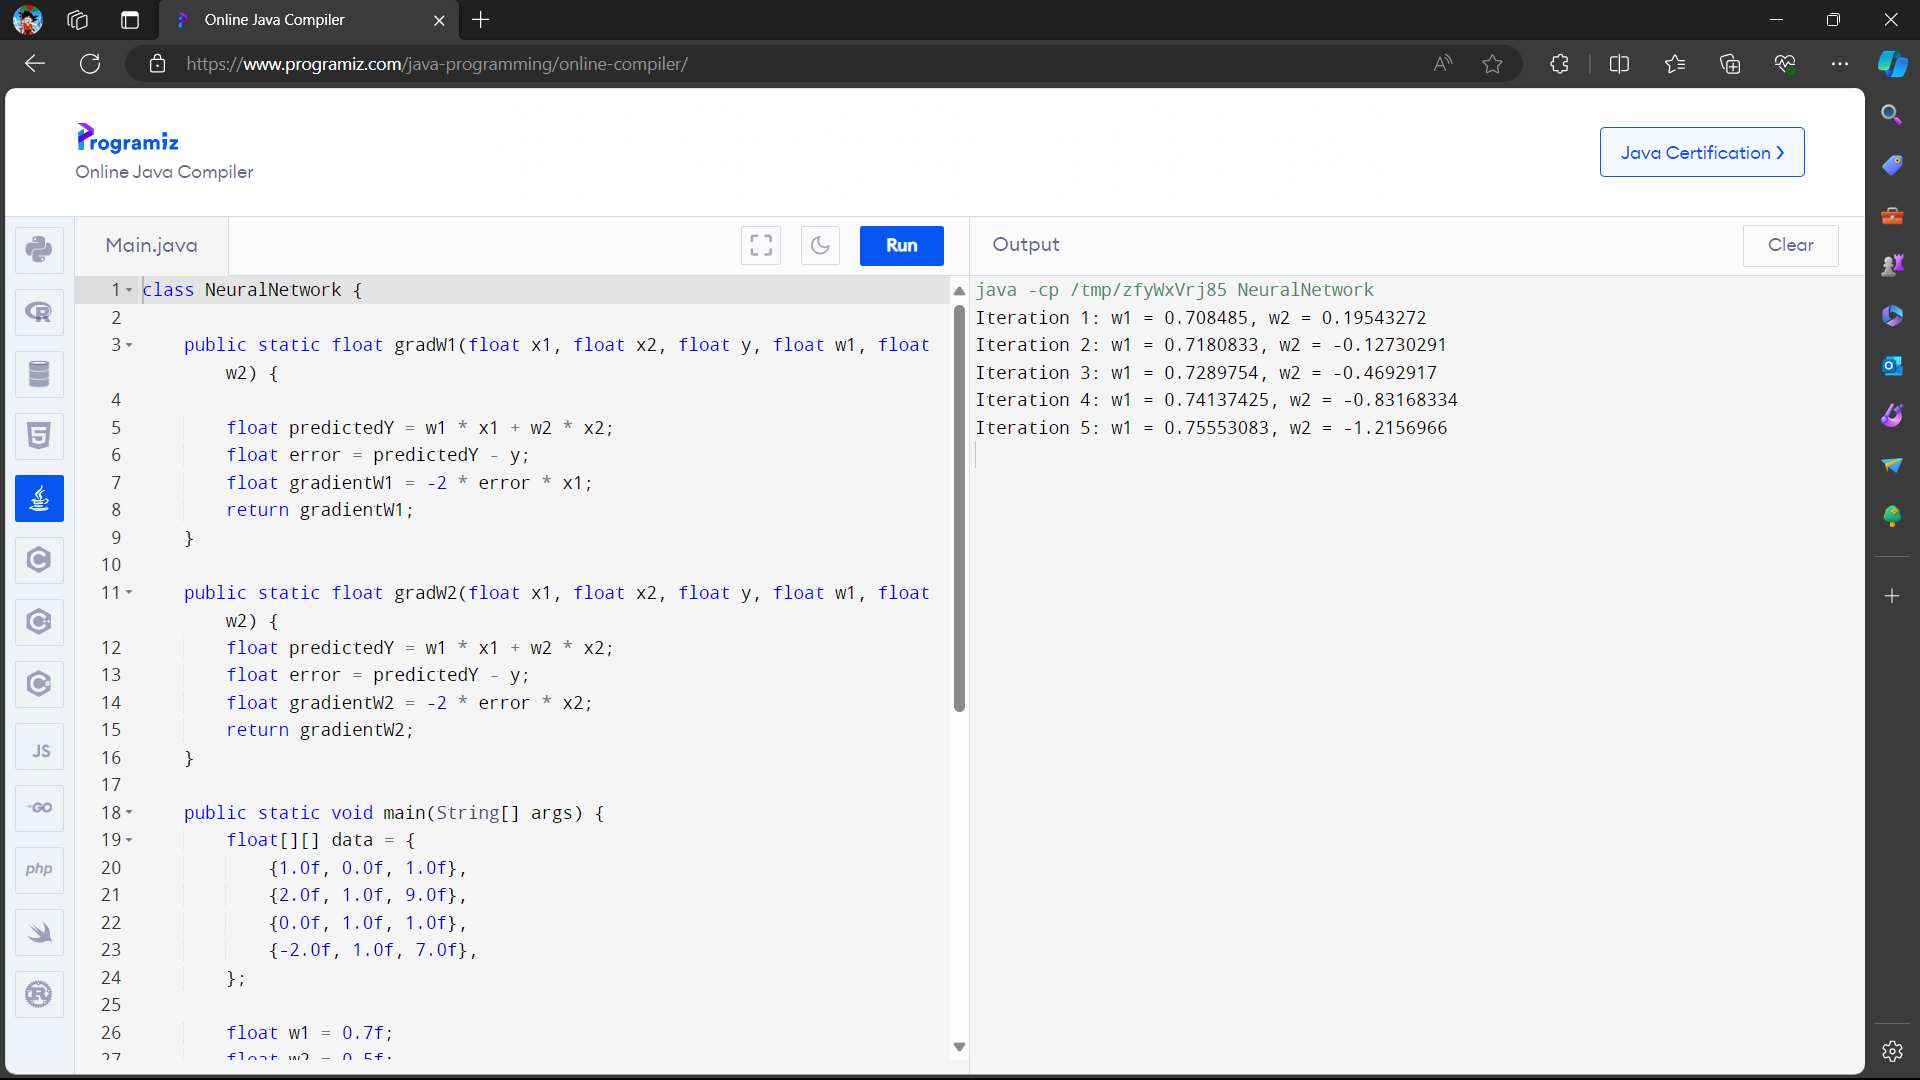 Online Java Compiler
https://www.programiz.com/java-programming/online-compiler/
Programiz
Online Java Compiler
Java Certification
Main.java
Run
Output
Clear
1 class NeuralNetwork {
2
3 public static float gradW1(float x1, float x2, float y, float w1, float
w2) {
4
5 float predictedY = w1 * x1 + w2 * x2;
6 float error = predictedY - y;
7 float gradientW1 = -2 * error * x1;
8 return gradientW1;
9 }
10
11 public static float gradW2(float x1, float x2, float y, float w1, float
w2) {
12 float predictedY = w1 * x1 + w2 * x2;
13 float error = predictedY - y;
14 float gradientW2 = -2 * error * x2;
15 return gradientW2;
16 }
17
18 public static void main(String[] args) {
19 float[][] data = {
20 {1.0f, 0.0f, 1.0f},
21 {2.0f, 1.0f, 9.0f},
22 {0.0f, 1.0f, 1.0f},
23 {-2.0f, 1.0f, 7.0f},
24 };
25
26 float w1 = 0.7f;
27 float w2 = 0.5f;
java -cp /tmp/zfyWxVrj85 NeuralNetwork
Iteration 1: w1 = 0.708485, w2 = 0.19543272
Iteration 2: w1 = 0.7180833, w2 = -0.12730291
Iteration 3: w1 = 0.7289754, w2 = -0.4692917
Iteration 4: w1 = 0.74137425, w2 = -0.83168334
Iteration 5: w1 = 0.75553083, w2 = -1.2156966
R
5
C
C
C
JS
GO
php
R